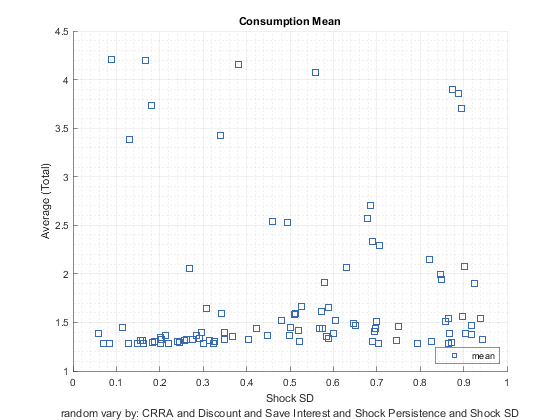 Consumption Mean
4.5
4
3.5
3
2.5
2
1.5
1
Average (Total)
mean
0 0.1 0.2 0.3 0.4 0.5 0.6 0.7 0.8 0.9 1
Shock SD
random vary by: CRRA and Discount and Save Interest and Shock Persistence and Shock SD